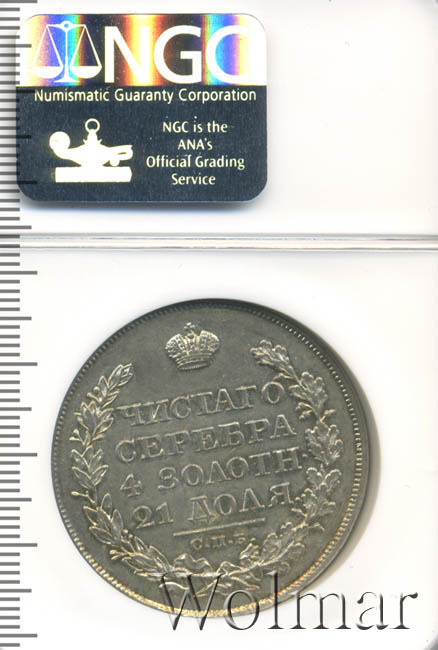 NGC
Numismatic Guaranty Corporation
NGC is the
ANA's
Official Grading
Service
ЧИСТАГО
СЕРЕБРА
4 ЗОЛОТН
21 ДОЛЯ
С.П.Б.
Wolmar